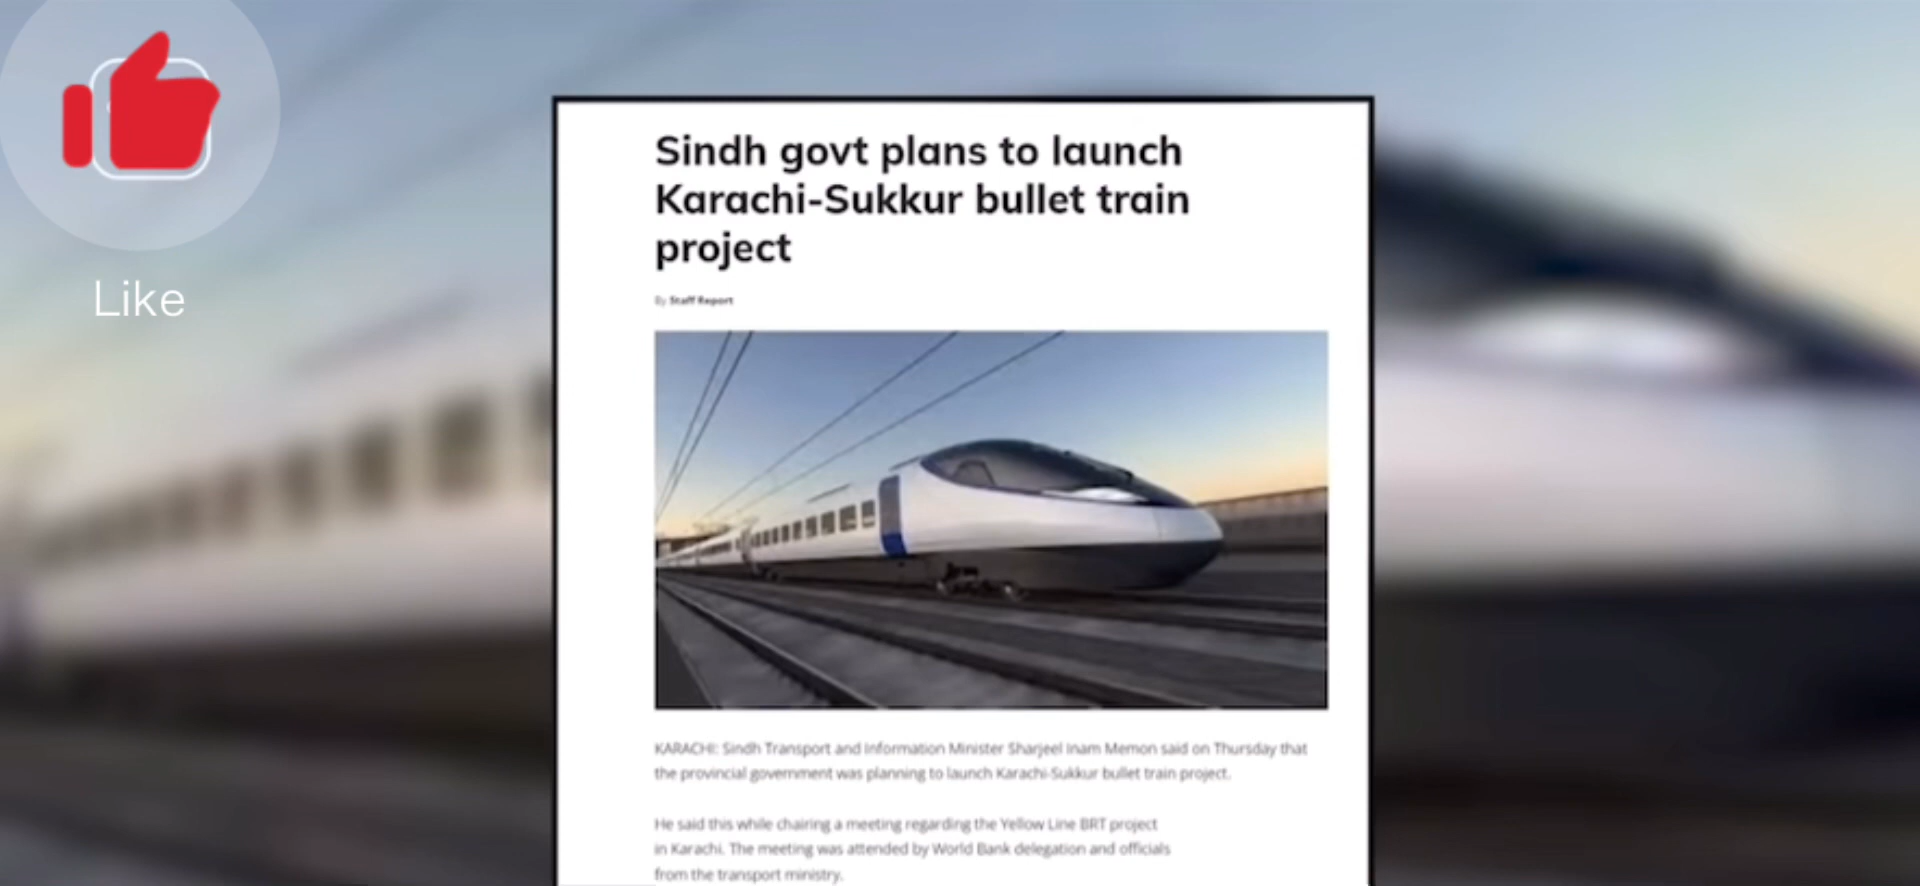 Like
Sindh govt plans to launch
Karachi-Sukkur bullet train
project
By Staff Report
KARACHI: Sindh Transport and Information Minister Sharjeel Inam Memon said on Thursday that
the provincial government was planning to launch Karachi-Sukkur bullet train project.
He said this while chairing a meeting regarding the Yellow Line BRT project
in Karachi. The meeting was attended by World Bank delegation and officials
from the transport ministry.